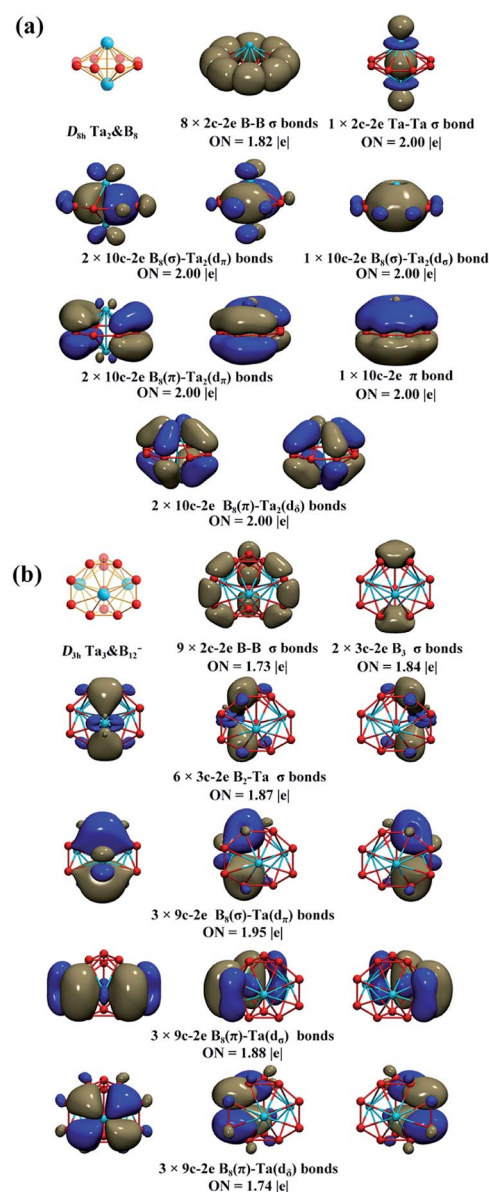 (a)
D8h Ta2&B8
8 × 2c-2e B-B σ bonds
ON = 1.82 |e|
1 × 2c-2e Ta-Ta σ bond
ON = 2.00 |e|
2 × 10c-2e B8(σ)-Ta2(dπ) bonds
ON = 2.00 |e|
1 × 10c-2e B8(σ)-Ta2(dσ) bond
ON = 2.00 |e|
2 × 10c-2e B8(π)-Ta2(dπ) bonds
ON = 2.00 |e|
1 × 10c-2e π bond
ON = 2.00 |e|
2 × 10c-2e B8(π)-Ta2(dδ) bonds
ON = 2.00 |e|
(b)
D3h Ta3&B12−
9 × 2c-2e B-B σ bonds
ON = 1.73 |e|
2 × 3c-2e B3 σ bonds
ON = 1.84 |e|
6 × 3c-2e B2-Ta σ bonds
ON = 1.87 |e|
3 × 9c-2e B8(σ)-Ta(dπ) bonds
ON = 1.95 |e|
3 × 9c-2e B8(π)-Ta(dσ) bonds
ON = 1.88 |e|
3 × 9c-2e B8(π)-Ta(dδ) bonds
ON = 1.74 |e|